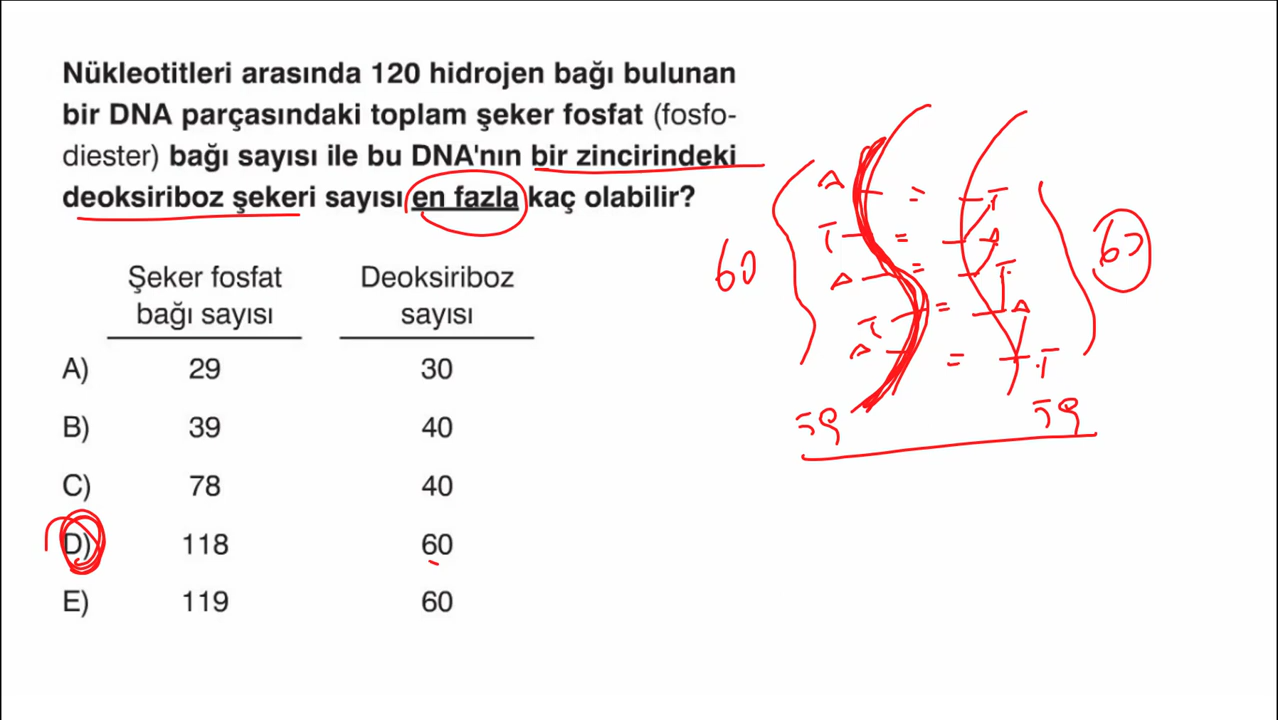 Nükleotitleri arasında 120 hidrojen bağı bulunan
bir DNA parçasındaki toplam şeker fosfat (fosfo-
diester) bağı sayısı ile bu DNA'nın bir zincirindeki
deoksiriboz şekeri sayısı en fazla kaç olabilir?
Şeker fosfat bağı sayısı Deoksiriboz sayısı
A) 29 30
B) 39 40
C) 78 40
D) 118 60
E) 119 60
A = T
T = A
A = T
T = A
A = T
60 60
59 59